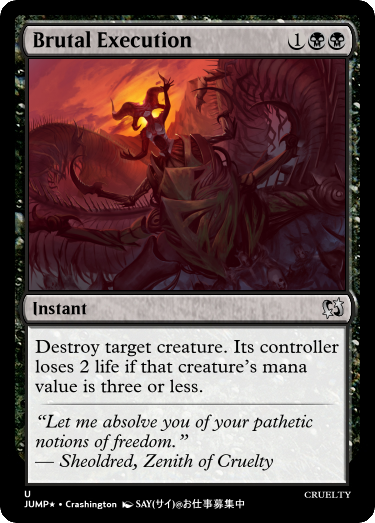 Brutal Execution 1
Instant
Destroy target creature. Its controller
loses 2 life if that creature's mana
value is three or less.
“Let me absolve you of your pathetic
notions of freedom.”
— Sheoldred, Zenith of Cruelty
U
JUMP★ • Crashington SAY(サイ)@お仕事募集中
CRUELTY